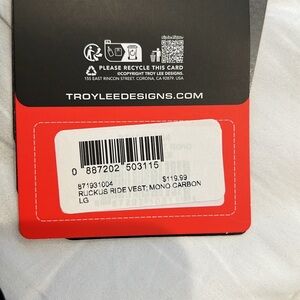 PLEASE RECYCLE THIS CARD
©COPYRIGHT TROY LEE DESIGNS.
155 EAST RINCON STREET, CORONA, CA 92879, USA
TROYLEEDESIGNS.COM
0 887202 503115
871931004 $119.99
RUCKUS RIDE VEST; MONO CARBON
LG